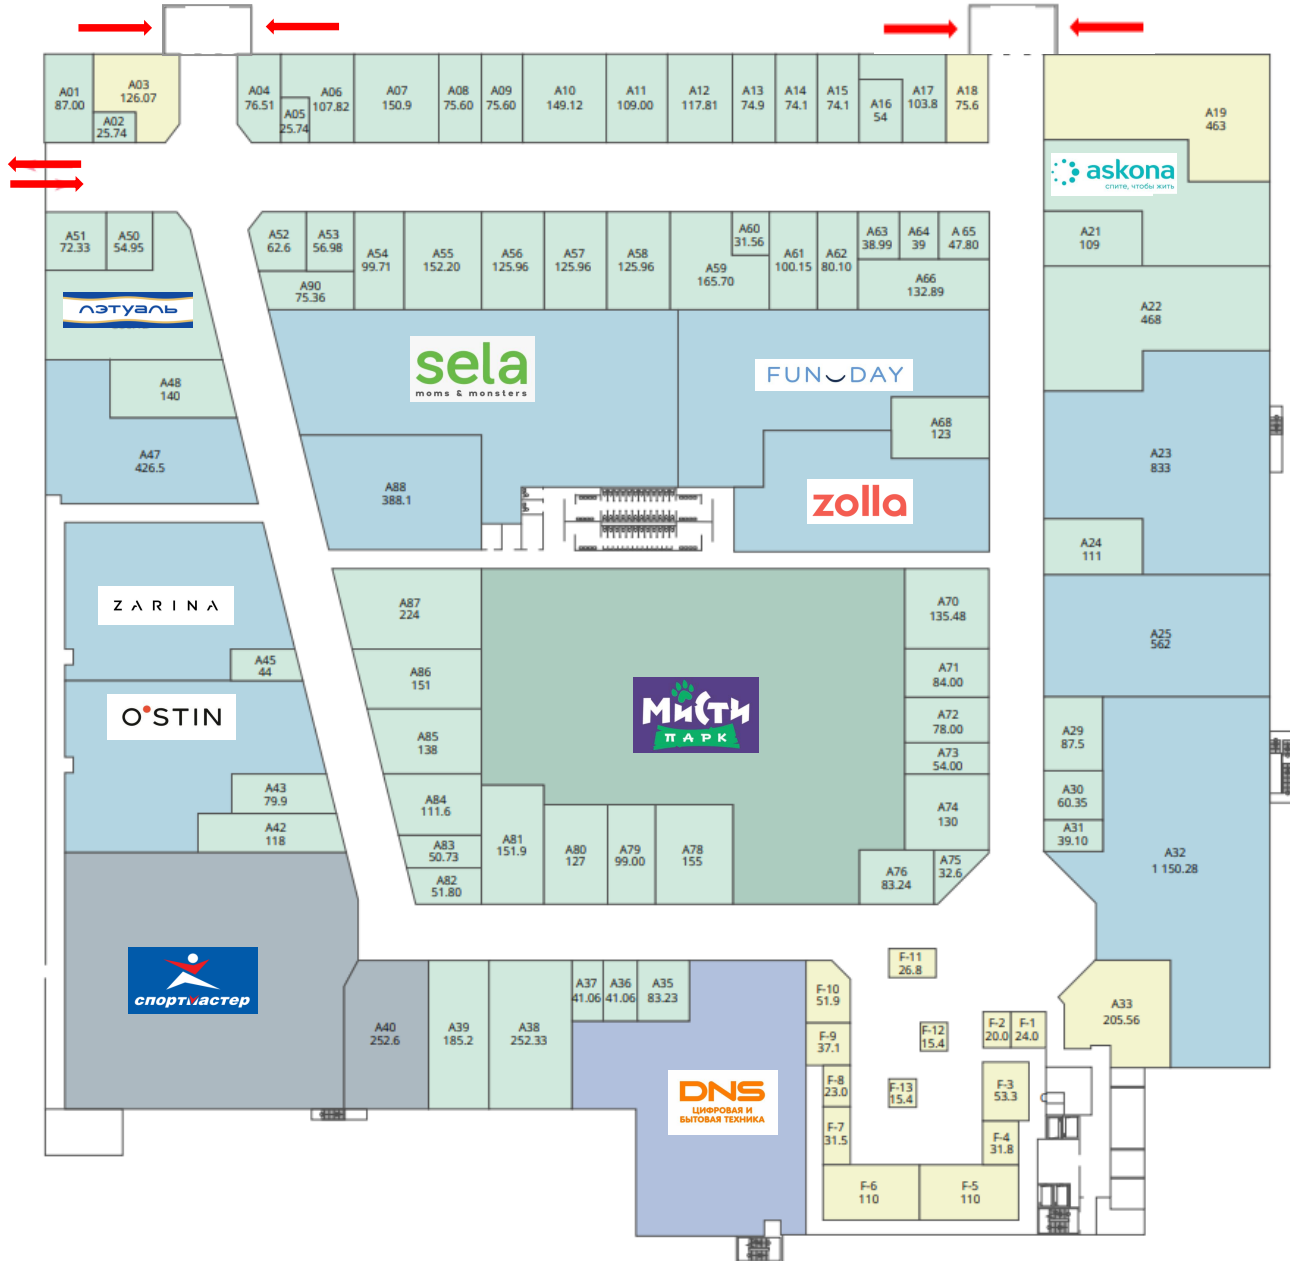 A01
87.00
A03
126.07
A02
25.74
A04
76.51
A05
25.74
A06
107.82
A07
150.9
A08
75.60
A09
75.60
A10
149.12
A11
109.00
A12
117.81
A13
74.9
A14
74.1
A15
74.1
A16
54
A17
103.8
A18
75.6
A19
463
askona
спите, чтобы жить
A21
109
A22
468
A23
833
A24
111
A25
562
A29
87.5
A30
60.35
A31
39.10
A32
1 150.28
A33
205.56
A51
72.33
A50
54.95
ЛЭТУАЛЬ
A48
140
A47
426.5
A52
62.6
A53
56.98
A90
75.36
A54
99.71
A55
152.20
A56
125.96
A57
125.96
A58
125.96
A59
165.70
A60
31.56
A61
100.15
A62
80.10
A63
38.99
A64
39
A 65
47.80
A66
132.89
sela
moms & monsters
FUN DAY
A68
123
zolla
A88
388.1
ZARINA
A45
44
O'STIN
A43
79.9
A42
118
СПОРТМАСТЕР
A87
224
A86
151
A85
138
A84
111.6
A83
50.73
A82
51.80
A81
151.9
A80
127
A79
99.00
A78
155
МИСТИ
ПАРК
A70
135.48
A71
84.00
A72
78.00
A73
54.00
A74
130
A75
32.6
A76
83.24
A40
252.6
A39
185.2
A38
252.33
A37
41.06
A36
41.06
A35
83.23
DNS
ЦИФРОВАЯ И
БЫТОВАЯ ТЕХНИКА
F-11
26.8
F-10
51.9
F-9
37.1
F-12
15.4
F-2
20.0
F-1
24.0
F-8
23.0
F-13
15.4
F-3
53.3
F-7
31.5
F-4
31.8
F-6
110
F-5
110